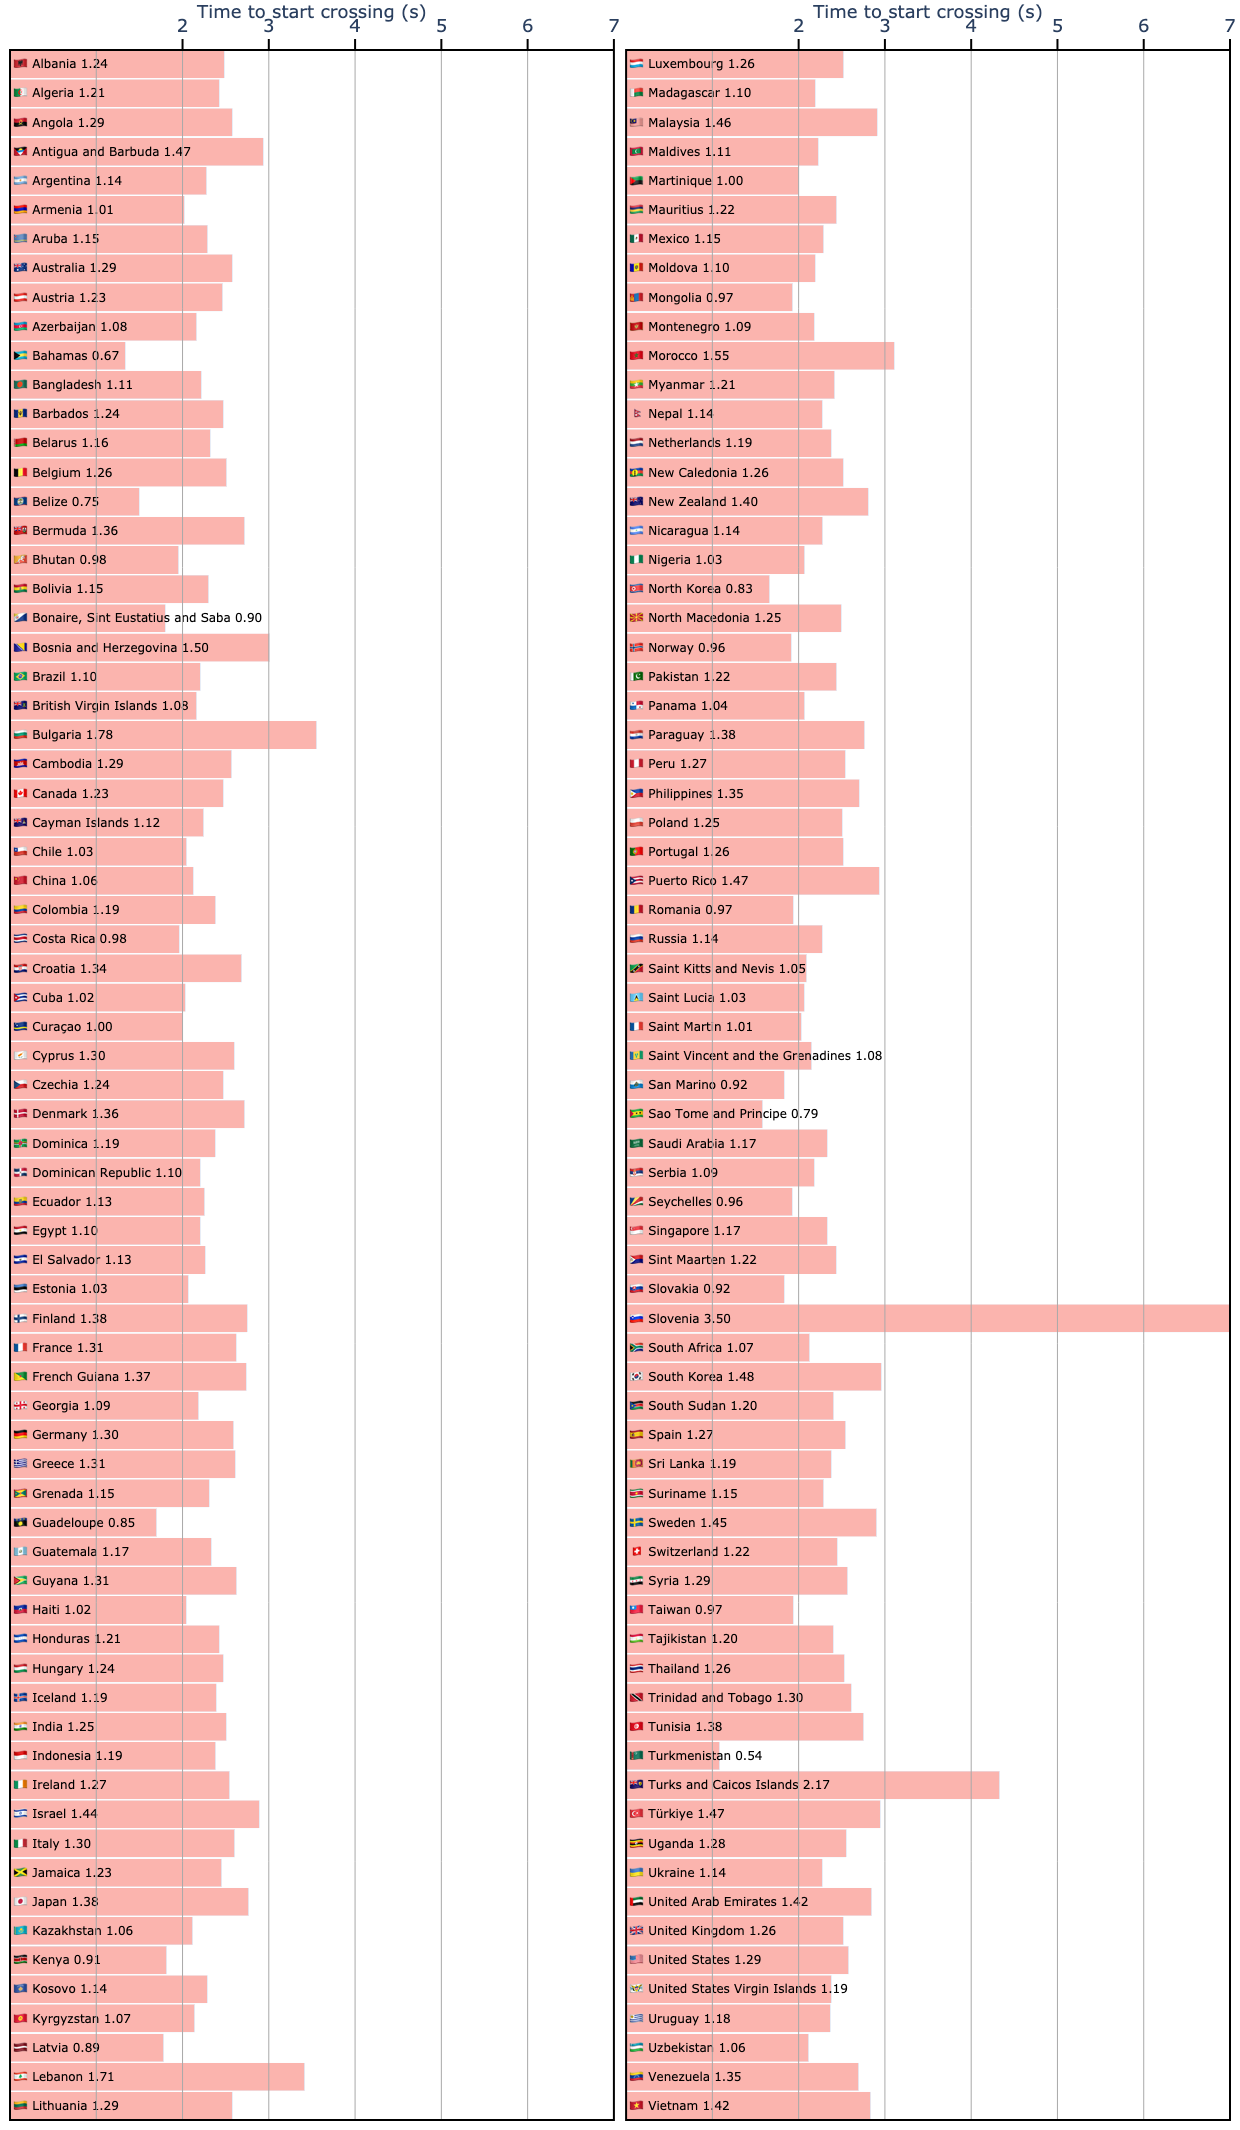 Time to start crossing (s)
2 3 4 5 6 7
Albania 1.24
Algeria 1.21
Angola 1.29
Antigua and Barbuda 1.47
Argentina 1.14
Armenia 1.01
Aruba 1.15
Australia 1.29
Austria 1.23
Azerbaijan 1.08
Bahamas 0.67
Bangladesh 1.11
Barbados 1.24
Belarus 1.16
Belgium 1.26
Belize 0.75
Bermuda 1.36
Bhutan 0.98
Bolivia 1.15
Bonaire, Sint Eustatius and Saba 0.90
Bosnia and Herzegovina 1.50
Brazil 1.10
British Virgin Islands 1.08
Bulgaria 1.78
Cambodia 1.29
Canada 1.23
Cayman Islands 1.12
Chile 1.03
China 1.06
Colombia 1.19
Costa Rica 0.98
Croatia 1.34
Cuba 1.02
Curaçao 1.00
Cyprus 1.30
Czechia 1.24
Denmark 1.36
Dominica 1.19
Dominican Republic 1.10
Ecuador 1.13
Egypt 1.10
El Salvador 1.13
Estonia 1.03
Finland 1.38
France 1.31
French Guiana 1.37
Georgia 1.09
Germany 1.30
Greece 1.31
Grenada 1.15
Guadeloupe 0.85
Guatemala 1.17
Guyana 1.31
Haiti 1.02
Honduras 1.21
Hungary 1.24
Iceland 1.19
India 1.25
Indonesia 1.19
Ireland 1.27
Israel 1.44
Italy 1.30
Jamaica 1.23
Japan 1.38
Kazakhstan 1.06
Kenya 0.91
Kosovo 1.14
Kyrgyzstan 1.07
Latvia 0.89
Lebanon 1.71
Lithuania 1.29
Time to start crossing (s)
2 3 4 5 6 7
Luxembourg 1.26
Madagascar 1.10
Malaysia 1.46
Maldives 1.11
Martinique 1.00
Mauritius 1.22
Mexico 1.15
Moldova 1.10
Mongolia 0.97
Montenegro 1.09
Morocco 1.55
Myanmar 1.21
Nepal 1.14
Netherlands 1.19
New Caledonia 1.26
New Zealand 1.40
Nicaragua 1.14
Nigeria 1.03
North Korea 0.83
North Macedonia 1.25
Norway 0.96
Pakistan 1.22
Panama 1.04
Paraguay 1.38
Peru 1.27
Philippines 1.35
Poland 1.25
Portugal 1.26
Puerto Rico 1.47
Romania 0.97
Russia 1.14
Saint Kitts and Nevis 1.05
Saint Lucia 1.03
Saint Martin 1.01
Saint Vincent and the Grenadines 1.08
San Marino 0.92
Sao Tome and Principe 0.79
Saudi Arabia 1.17
Serbia 1.09
Seychelles 0.96
Singapore 1.17
Sint Maarten 1.22
Slovakia 0.92
Slovenia 3.50
South Africa 1.07
South Korea 1.48
South Sudan 1.20
Spain 1.27
Sri Lanka 1.19
Suriname 1.15
Sweden 1.45
Switzerland 1.22
Syria 1.29
Taiwan 0.97
Tajikistan 1.20
Thailand 1.26
Trinidad and Tobago 1.30
Tunisia 1.38
Turkmenistan 0.54
Turks and Caicos Islands 2.17
Türkiye 1.47
Uganda 1.28
Ukraine 1.14
United Arab Emirates 1.42
United Kingdom 1.26
United States 1.29
United States Virgin Islands 1.19
Uruguay 1.18
Uzbekistan 1.06
Venezuela 1.35
Vietnam 1.42